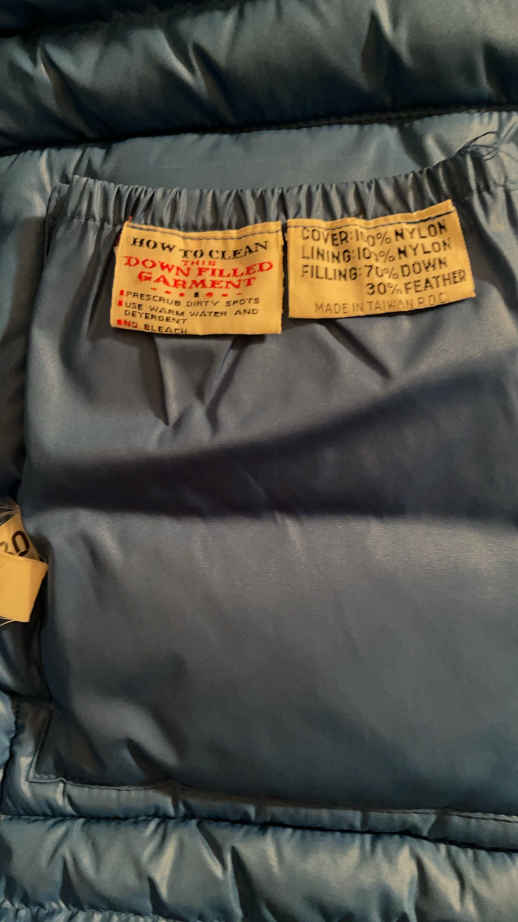 HOW TO CLEAN
THIS
DOWN FILLED
GARMENT
PRESCRUB DIRTY SPOTS
USE WARM WATER AND
DETERGENT
NO BLEACH
COVER: 100% NYLON
LINING: 100% NYLON
FILLING: 70% DOWN
30% FEATHER
MADE IN TAIWAN R.O.C.